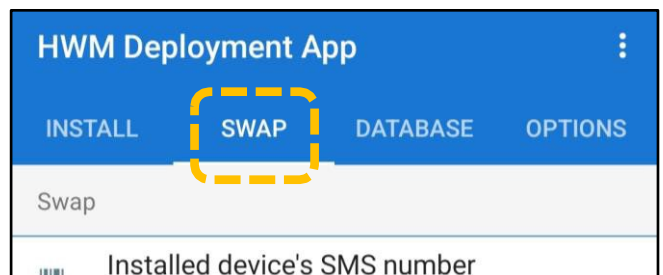 HWM Deployment App
INSTALL SWAP DATABASE OPTIONS
Swap
Installed device's SMS number